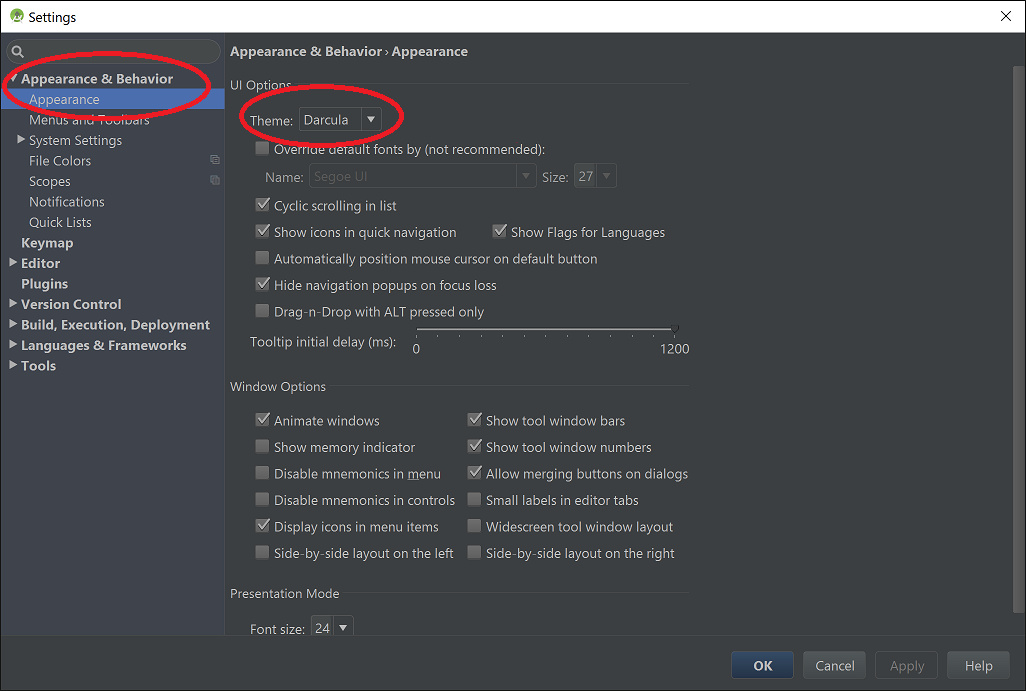 Settings
Appearance & Behavior
Appearance
Menus and Toolbars
System Settings
File Colors
Scopes
Notifications
Quick Lists
Keymap
Editor
Plugins
Version Control
Build, Execution, Deployment
Languages & Frameworks
Tools
Appearance & Behavior › Appearance
UI Options
Theme: Darcula
Override default fonts by (not recommended):
Name: Segoe UI Size: 27
Cyclic scrolling in list
Show icons in quick navigation Show Flags for Languages
Automatically position mouse cursor on default button
Hide navigation popups on focus loss
Drag-n-Drop with ALT pressed only
Tooltip initial delay (ms): 0 1200
Window Options
Animate windows Show tool window bars
Show memory indicator Show tool window numbers
Disable mnemonics in menu Allow merging buttons on dialogs
Disable mnemonics in controls Small labels in editor tabs
Display icons in menu items Widescreen tool window layout
Side-by-side layout on the left Side-by-side layout on the right
Presentation Mode
Font size: 24
OK Cancel Apply Help